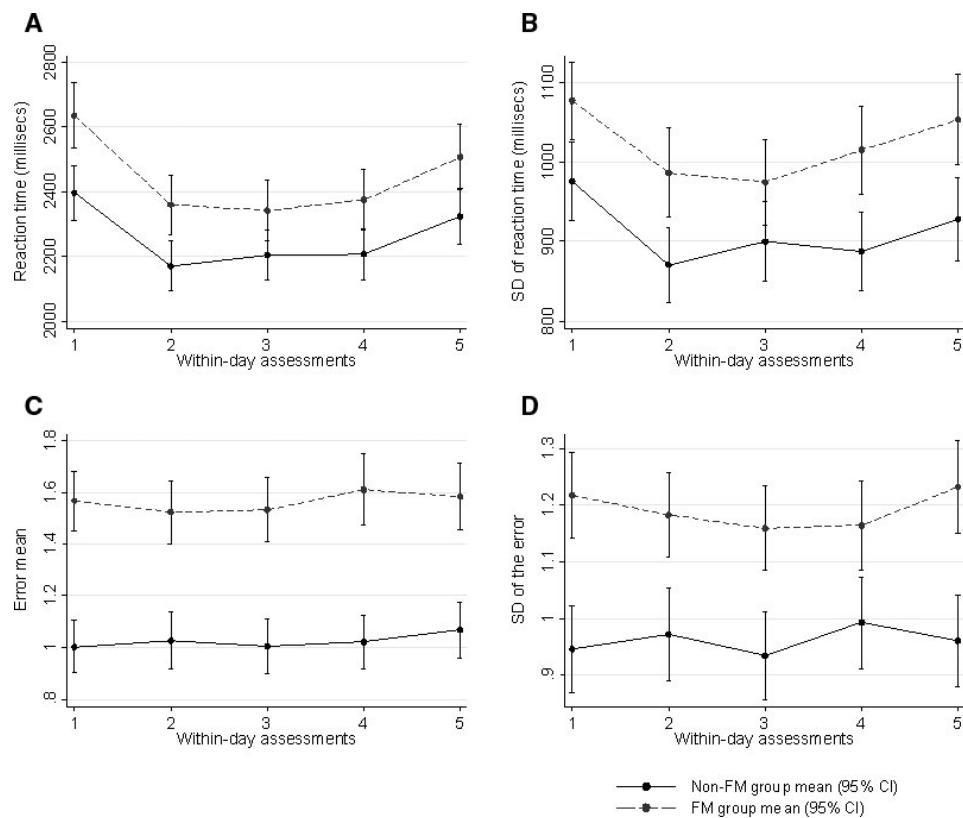 A
Reaction time (millisecs)
2800
2600
2400
2200
2000
1 2 3 4 5
Within-day assessments
B
SD of reaction time (millisecs)
1100
1000
900
800
1 2 3 4 5
Within-day assessments
C
Error mean
1.8
1.6
1.4
1.2
1
.8
1 2 3 4 5
Within-day assessments
D
SD of the error
1.3
1.2
1.1
1
.9
1 2 3 4 5
Within-day assessments
Non-FM group mean (95% CI)
FM group mean (95% CI)